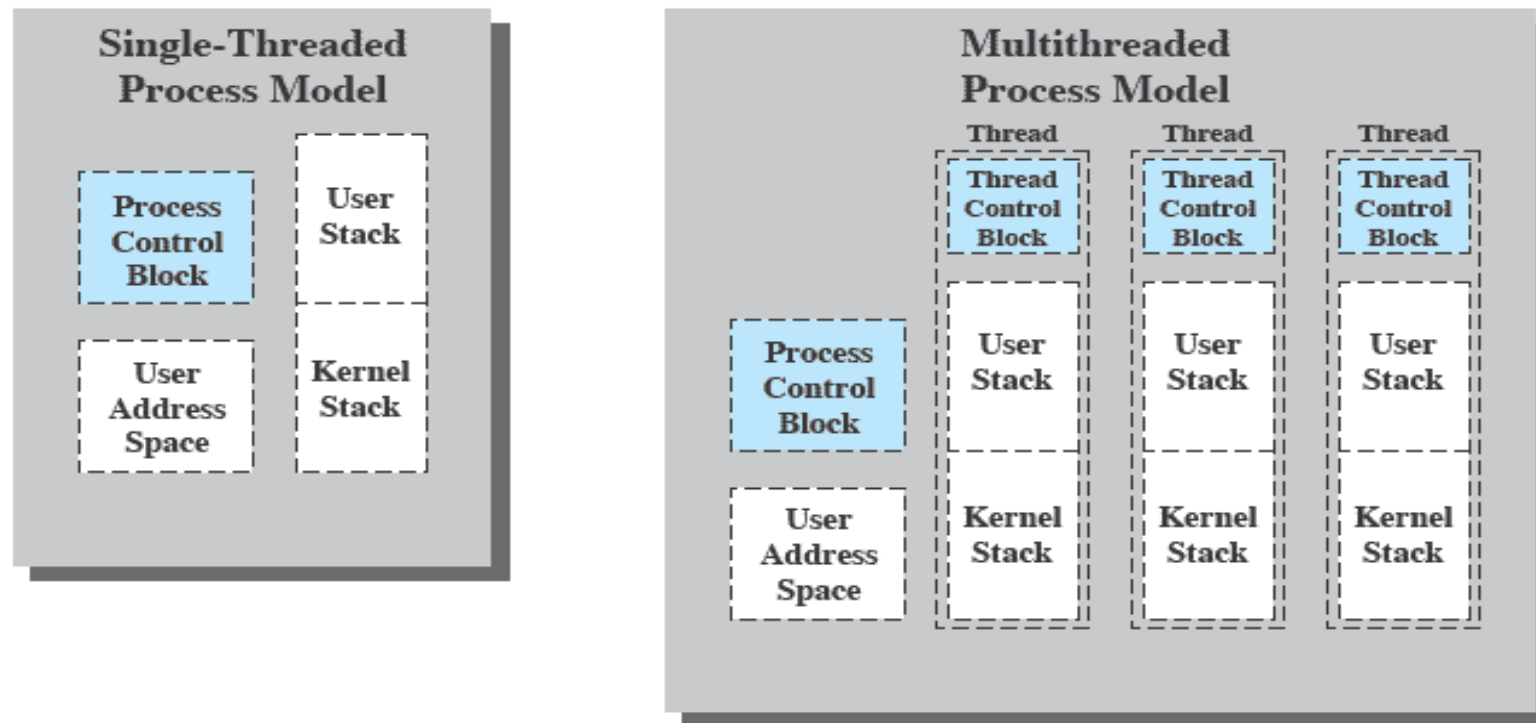 Single-Threaded
Process Model
Process
Control
Block
User
Stack
User
Address
Space
Kernel
Stack
Multithreaded
Process Model
Process
Control
Block
User
Address
Space
Thread
Thread
Control
Block
User
Stack
Kernel
Stack
Thread
Thread
Control
Block
User
Stack
Kernel
Stack
Thread
Thread
Control
Block
User
Stack
Kernel
Stack